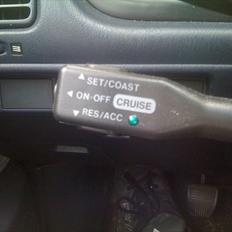 ▲ SET/COAST
◀ ON·OFF CRUISE
▼ RES/ACC